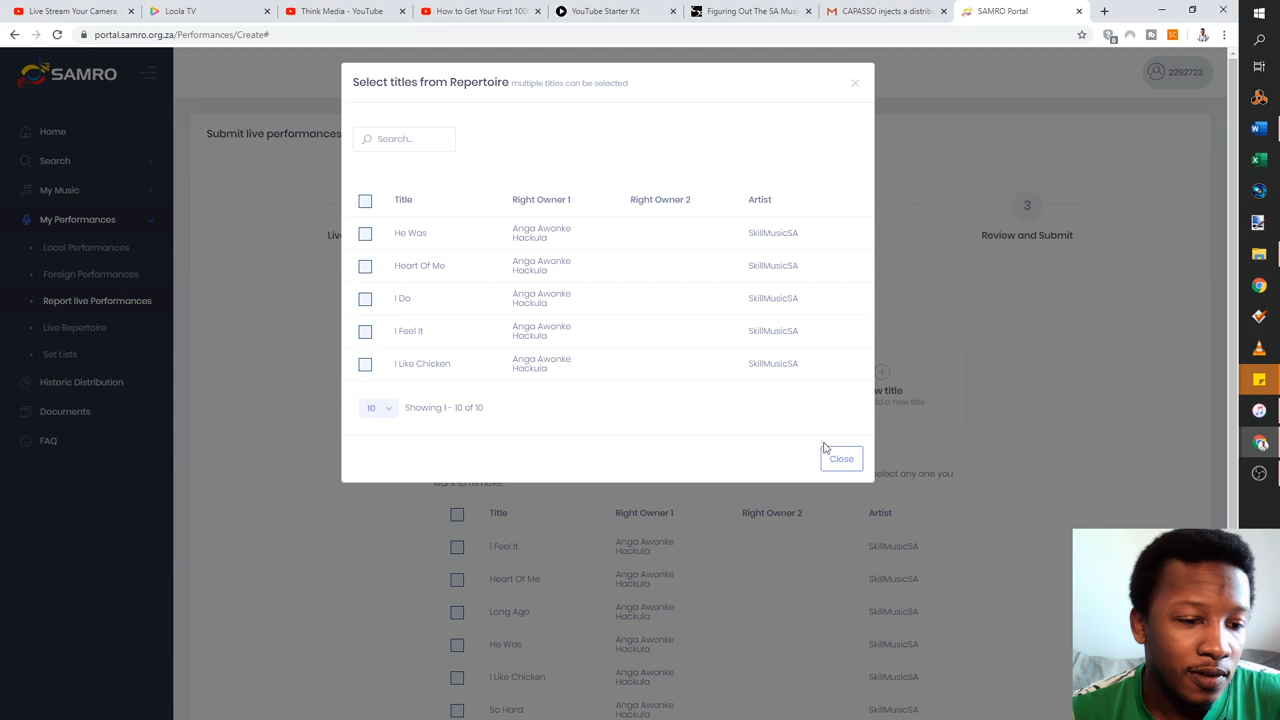 Live Stream Your Camera,
Loola TV
Think Media - YouTube
How to Get Your First 100
YouTube Starter Kit
Figuring Out The SA Music
CAPASSO injects a distrib
SAMRO Portal
portal.samro.org.za/Performances/Create#
SAMRO
2292723
Home
Search
My Music
My Performances
Local Performances
Foreign Performances
Report live Performances
Live Repertoire
Set Lists
Historic Distribution
Documents
FAQ
Submit live performances
Live
3
Review and Submit
Select titles from Repertoire multiple titles can be selected
Search...
Title Right Owner 1 Right Owner 2 Artist
He Was Anga Awonke Hackula SkillMusicSA
Heart Of Me Anga Awonke Hackula SkillMusicSA
I Do Anga Awonke Hackula SkillMusicSA
I Feel It Anga Awonke Hackula SkillMusicSA
I Like Chicken Anga Awonke Hackula SkillMusicSA
10 Showing 1 - 10 of 10
Close
w title
d a new title
select any one you
want to remove.
Title Right Owner 1 Right Owner 2 Artist
I Feel It Anga Awonke Hackula SkillMusicSA
Heart Of Me Anga Awonke Hackula SkillMusicSA
Long Ago Anga Awonke Hackula SkillMusicSA
He Was Anga Awonke Hackula SkillMusicSA
I Like Chicken Anga Awonke Hackula SkillMusicSA
So Hard Anga Awonke SkillMusicSA